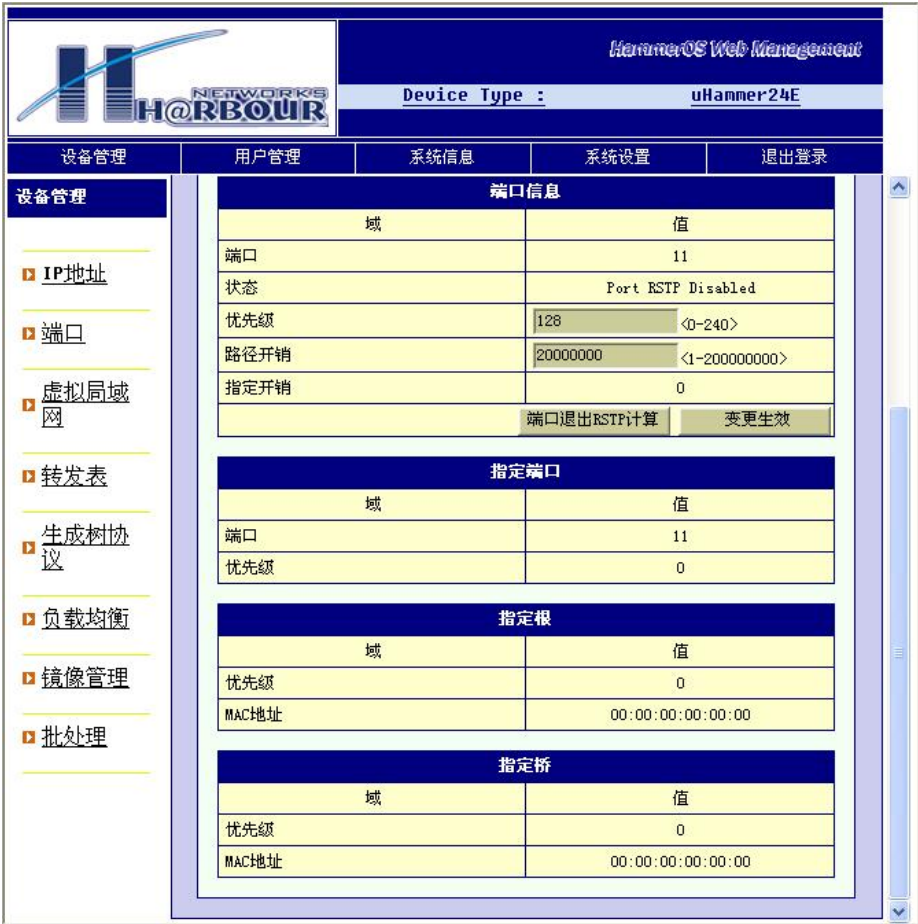 HammerOS Web Management
NETWORKS
H@RBOUR
Device Type : uHammer24E
设备管理 用户管理 系统信息 系统设置 退出登录
设备管理
IP地址
端口
虚拟局域
网
转发表
生成树协
议
负载均衡
镜像管理
批处理
端口信息
域 值
端口 11
状态 Port RSTP Disabled
优先级 128 <0-240>
路径开销 20000000 <1-200000000>
指定开销 0
端口退出RSTP计算 变更生效
指定端口
域 值
端口 11
优先级 0
指定根
域 值
优先级 0
MAC地址 00:00:00:00:00:00
指定桥
域 值
优先级 0
MAC地址 00:00:00:00:00:00